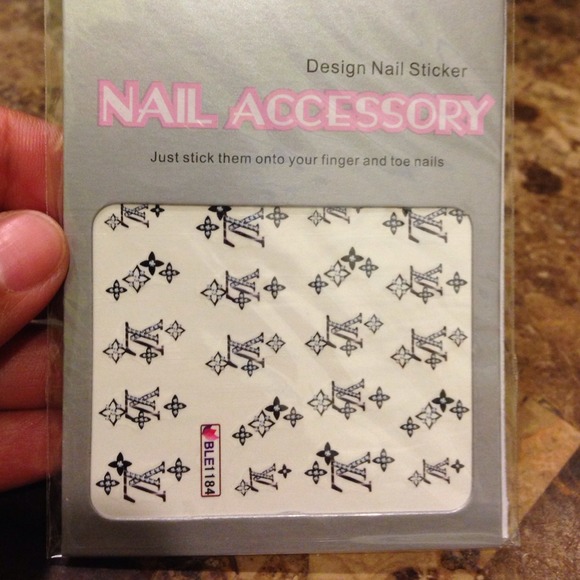 Design Nail Sticker
NAIL ACCESSORY
Just stick them onto your finger and toe nails
BLE1184